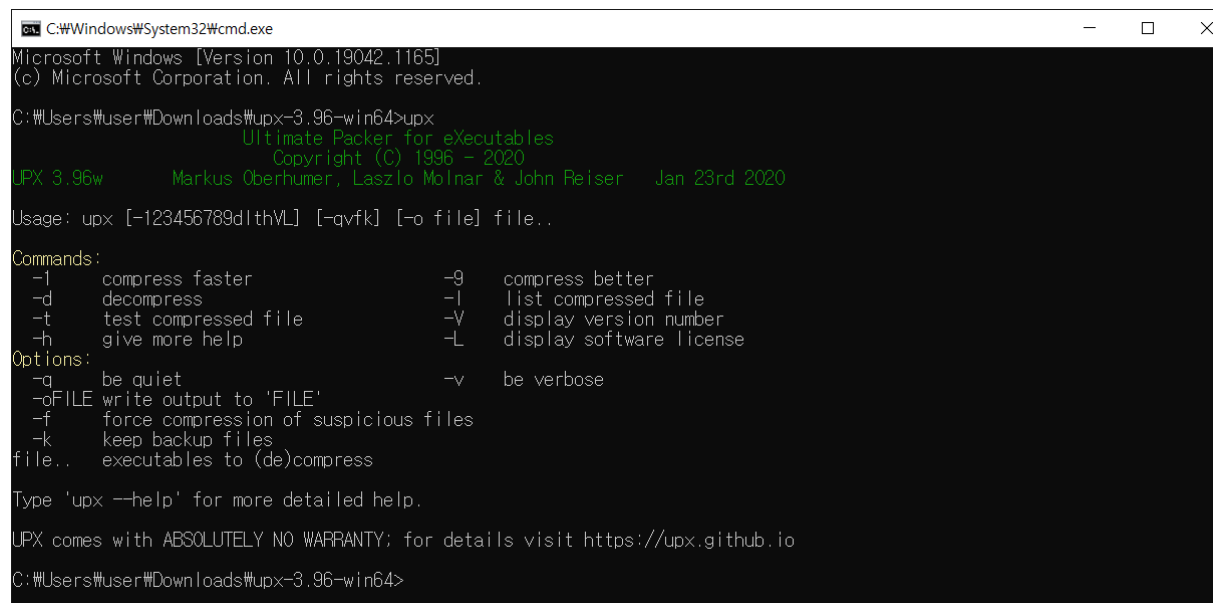 C:₩Windows₩System32₩cmd.exe
Microsoft Windows [Version 10.0.19042.1165]
(c) Microsoft Corporation. All rights reserved.
C:₩Users₩user₩Downloads₩upx-3.96-win64>upx
Ultimate Packer for eXecutables
Copyright (C) 1996 - 2020
UPX 3.96w Markus Oberhumer, Laszlo Molnar & John Reiser Jan 23rd 2020
Usage: upx [-123456789dlthVL] [-qvfk] [-o file] file..
Commands:
-1 compress faster -9 compress better
-d decompress -l list compressed file
-t test compressed file -V display version number
-h give more help -L display software license
Options:
-q be quiet -v be verbose
-oFILE write output to 'FILE'
-f force compression of suspicious files
-k keep backup files
file.. executables to (de)compress
Type 'upx --help' for more detailed help.
UPX comes with ABSOLUTELY NO WARRANTY; for details visit https://upx.github.io
C:₩Users₩user₩Downloads₩upx-3.96-win64>